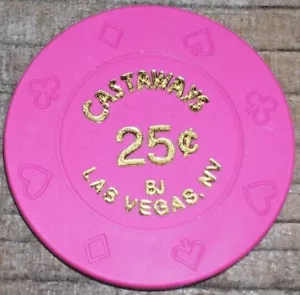 CASTAWAYS
25¢
BJ
LAS VEGAS, NV